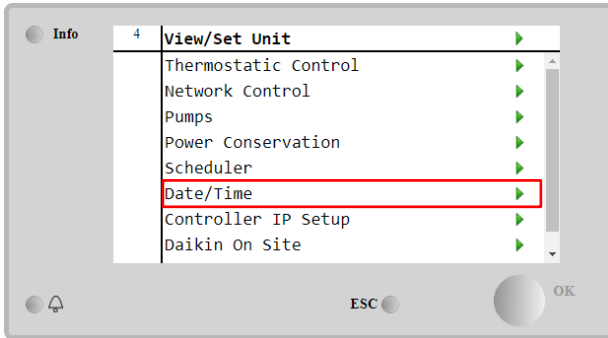 Info
4 View/Set Unit
Thermostatic Control
Network Control
Pumps
Power Conservation
Scheduler
Date/Time
Controller IP Setup
Daikin On Site
ESC
OK